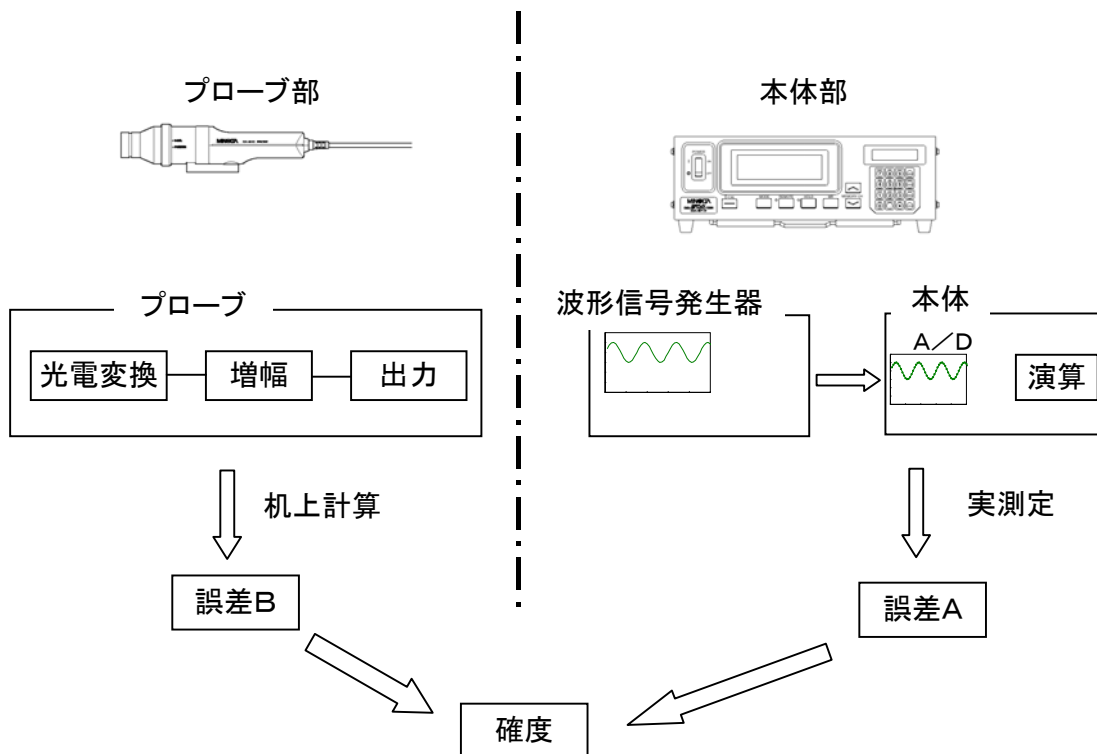 プローブ部
本体部
MINOLTA
MINOLTA
プローブ
光電変換
増幅
出力
波形信号発生器
本体
A/D
演算
机上計算
実測定
誤差B
誤差A
確度